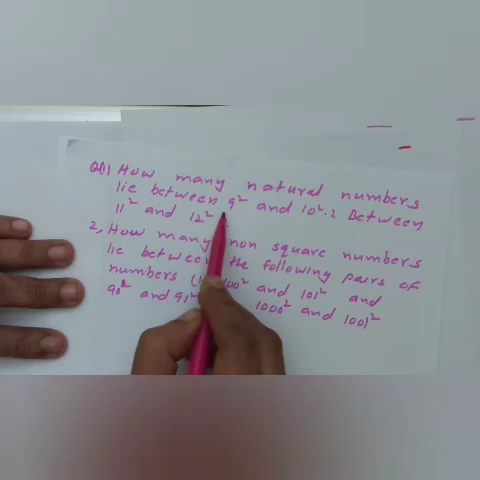 Q(1) How many natural numbers
lie between 9² and 10².? Between
11² and 12²
2, How many non square numbers
lie between the following pairs of
numbers 100² and 101² and
90² and 91² 1000² and 1001²